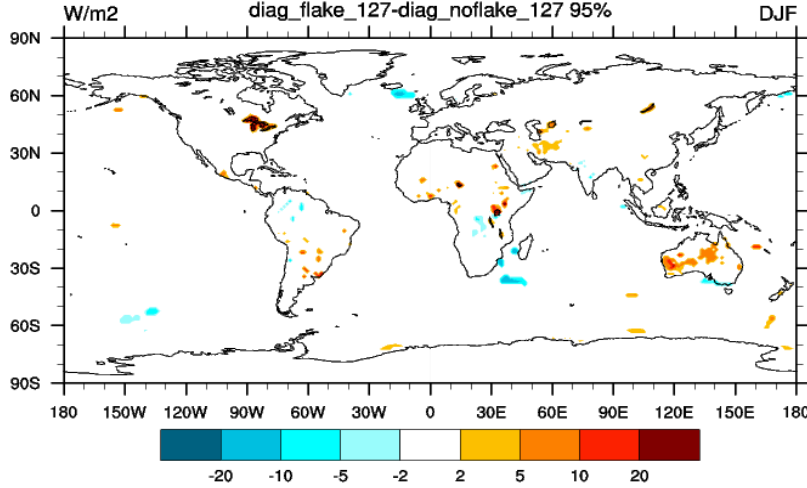 W/m2 diag_flake_127-diag_noflake_127 95% DJF
90N
60N
30N
0
30S
60S
90S
180 150W 120W 90W 60W 30W 0 30E 60E 90E 120E 150E 180
-20 -10 -5 -2 2 5 10 20